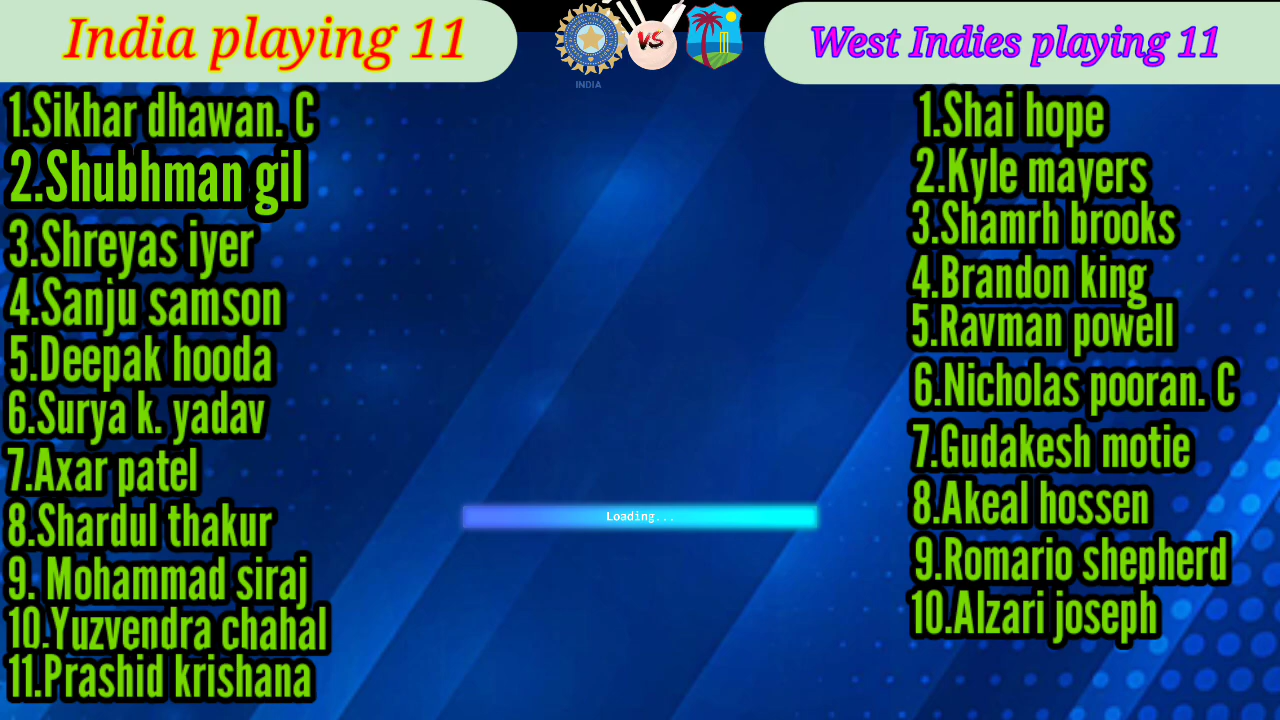 India playing 11
VS
INDIA
West Indies playing 11
1.Sikhar dhawan. C
2.Shubhman gil
3.Shreyas iyer
4.Sanju samson
5.Deepak hooda
6.Surya k. yadav
7.Axar patel
8.Shardul thakur
9. Mohammad siraj
10.Yuzvendra chahal
11.Prashid krishana
Loading...
1.Shai hope
2.Kyle mayers
3.Shamrh brooks
4.Brandon king
5.Ravman powell
6.Nicholas pooran. C
7.Gudakesh motie
8.Akeal hossen
9.Romario shepherd
10.Alzari joseph